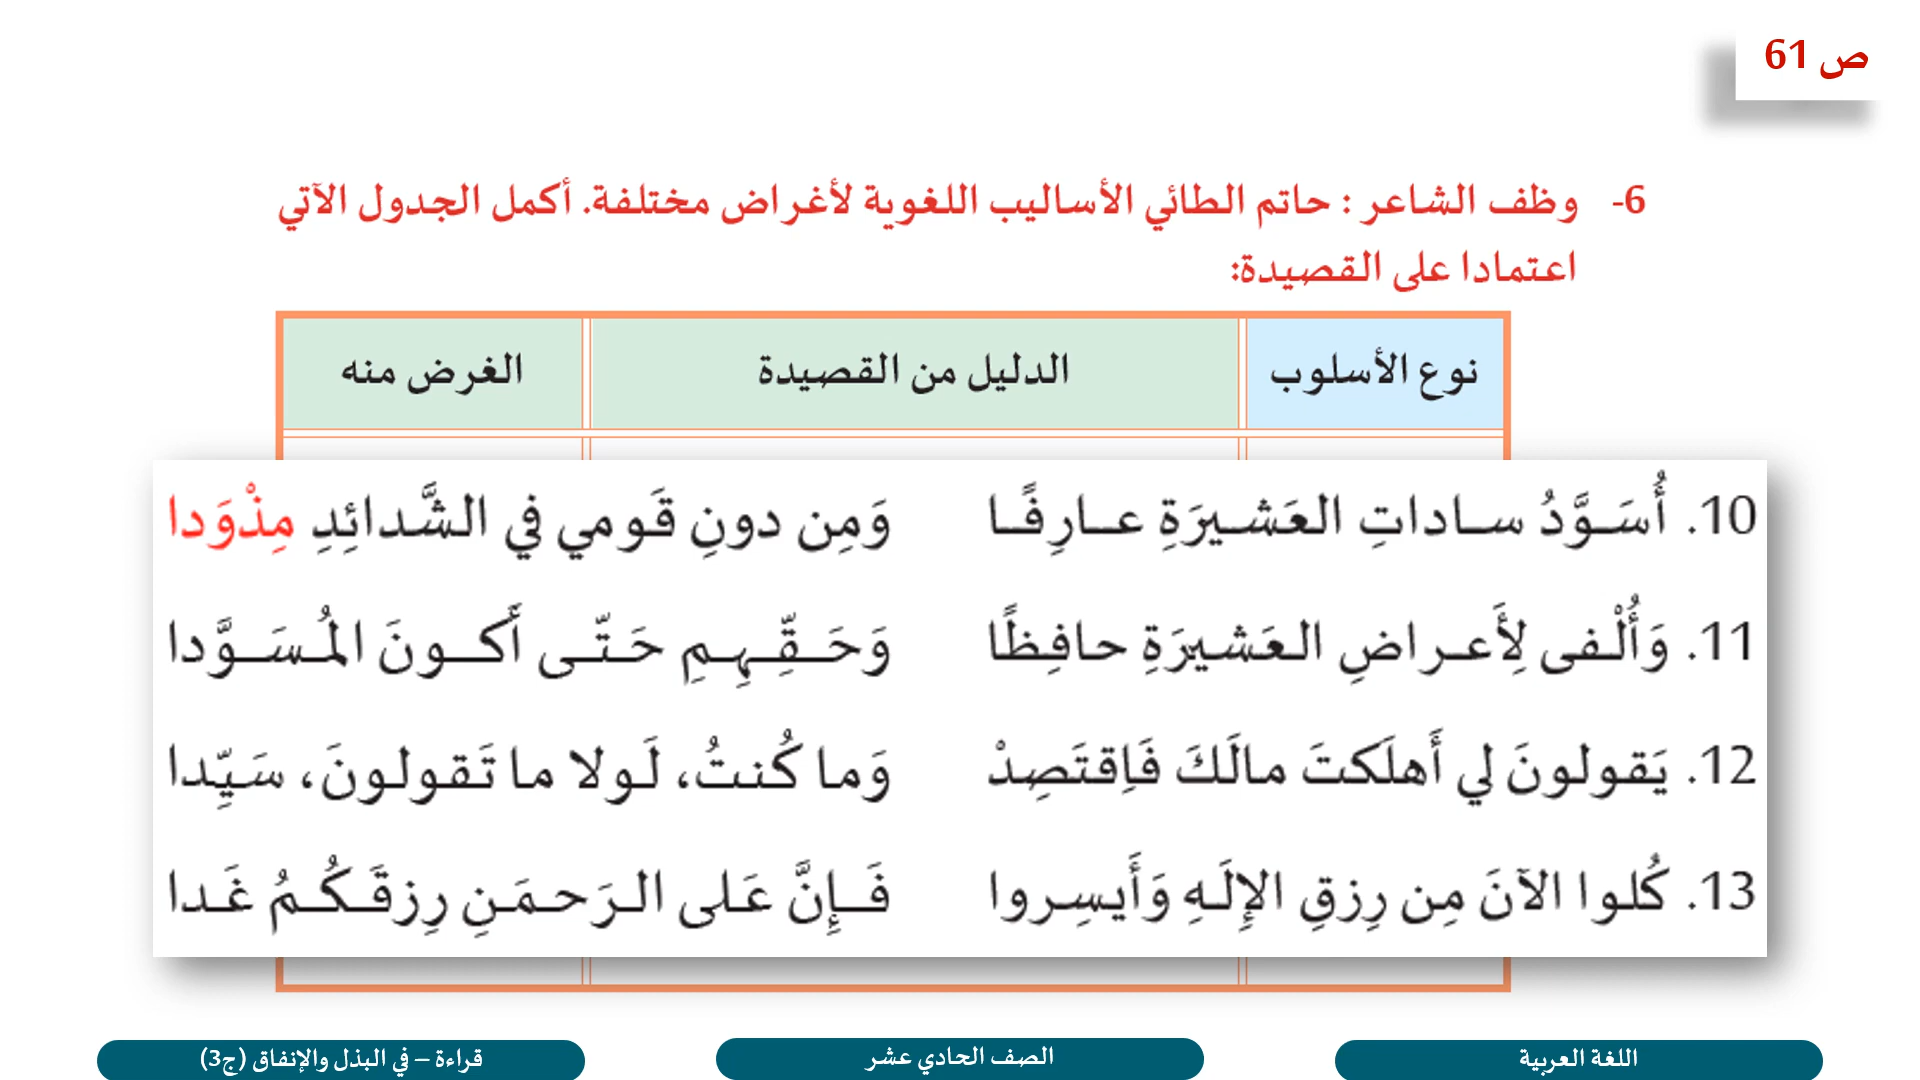 ص 61
6- وظف الشاعر : حاتم الطائي الأساليب اللغوية لأغراض مختلفة. أكمل الجدول الآتي
اعتمادا على القصيدة:
نوع الأسلوب الدليل من القصيدة الغرض منه
10. أُسَوَّدُ ساداتِ العَشيرَةِ عارِفًا وَمِن دونِ قَومي في الشَّدائِدِ مِذْوَدا
11. وَأُلْفى لِأَعراضِ العَشيرَةِ حافِظًا وَحَقِّهِمِ حَتّى أَكونَ المُسَوَّدا
12. يَقولونَ لي أَهلَكتَ مالَكَ فَاِقتَصِدْ وَما كُنتُ، لَولا ما تَقولونَ، سَيِّدا
13. كُلوا الآنَ مِن رِزقِ الإِلَهِ وَأَيسِروا فَإِنَّ عَلى الرَحمَنِ رِزقَكُمُ غَدا
اللغة العربية
الصف الحادي عشر
قراءة – في البذل والإنفاق (ج3)